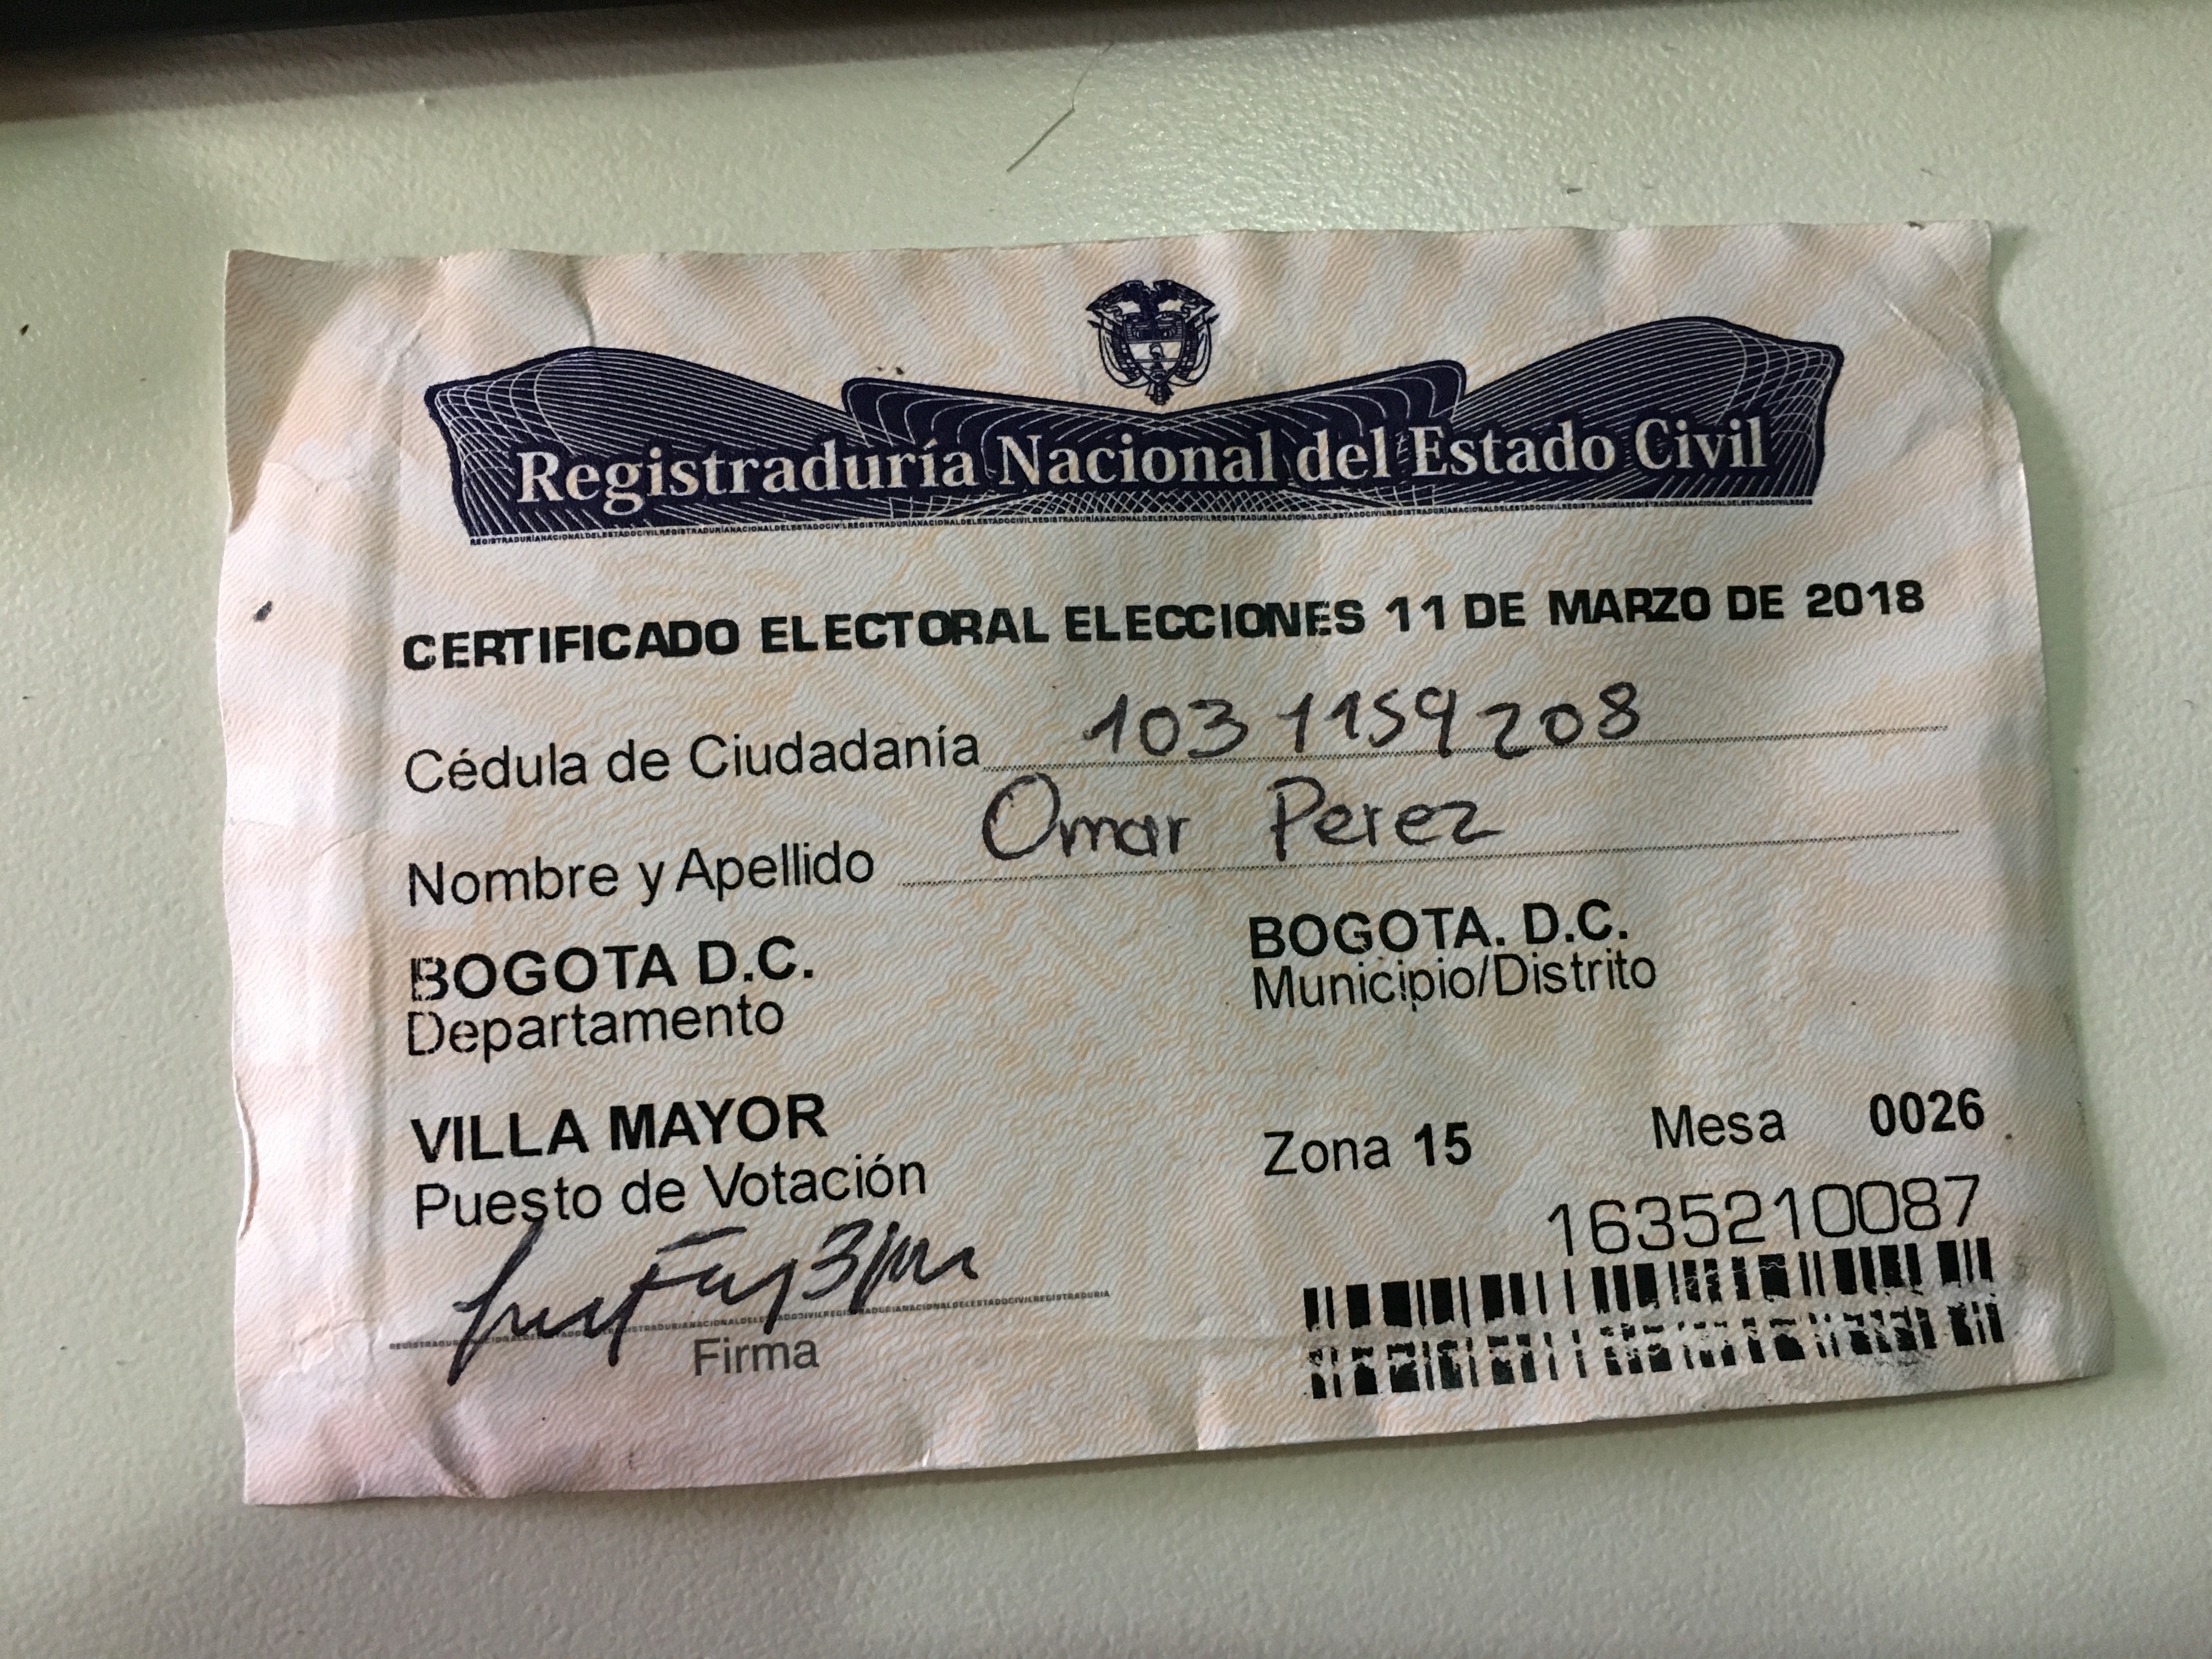 Registraduría Nacional del Estado Civil
CERTIFICADO ELECTORAL ELECCIONES 11 DE MARZO DE 2018
Cédula de Ciudadanía 1031159208
Nombre y Apellido Omar Perez
BOGOTA D.C. BOGOTA. D.C.
Departamento Municipio/Distrito
VILLA MAYOR Zona 15 Mesa 0026
Puesto de Votación
1635210087
Firma